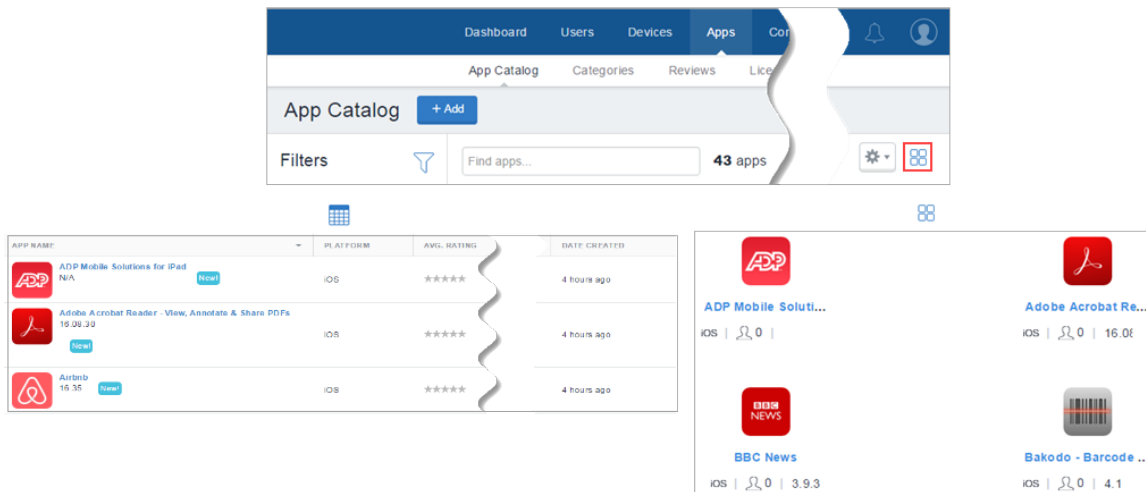 Dashboard Users Devices Apps Co
App Catalog Categories Reviews Lice
App Catalog + Add
Filters Find apps... 43 apps
APP NAME PLATFORM AVG. RATING DATE CREATED
ADP ADP Mobile Solutions for iPad
N/A New! iOS 4 hours ago
Adobe Acrobat Reader - View, Annotate & Share PDFs
16.08.30 iOS 4 hours ago
New!
Airbnb
16.35 New! iOS 4 hours ago
ADP
ADP Mobile Soluti... Adobe Acrobat Re...
iOS | 0 | iOS | 0 | 16.08
BBC
NEWS
BBC News Bakodo - Barcode ...
iOS | 0 | 3.9.3 iOS | 0 | 4.1